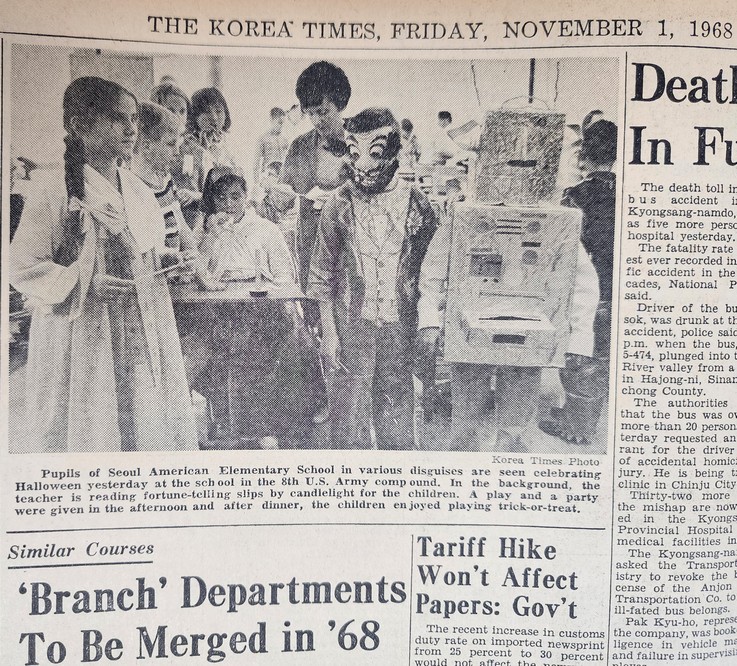 THE KOREA TIMES, FRIDAY, NOVEMBER 1, 1968
Korea Times Photo
Pupils of Seoul American Elementary School in various disguises are seen celebrating
Halloween yesterday at the school in the 8th U.S. Army compound. In the background, the
teacher is reading fortune-telling slips by candlelight for the children. A play and a party
were given in the afternoon and after dinner, the children enjoyed playing trick-or-treat.
Similar Courses
‘Branch’ Departments
To Be Merged in ’68
Tariff Hike
Won’t Affect
Papers: Gov’t
The recent increase in customs
duty rate on imported newsprint
from 25 percent to 30 percent
would not affect the
Death
In Fu
The death toll in
bus accident i
Kyongsang-namdo,
as five more perso
hospital yesterday.
The fatality rate
est ever recorded in
fic accident in the
cades, National P
said.
Driver of the bu
sok, was drunk at th
accident, police said
p.m. when the bus,
5-474, plunged into t
River valley from a
in Hajong-ni, Sinan
chong County.
The authorities
that the bus was ov
more than 20 person
terday requested an
rant for the driver
of accidental homic
jury. He is being t
clinic in Chinju City
Thirty-two more
the mishap are now
ed in the Kyongs
Provincial Hospital
medical facilities in
The Kyongsang-na
asked the Transport
istry to revoke the b
cense of the Anjon
Transportation Co. to
ill-fated bus belongs.
Pak Kyu-ho, represe
the company, was book
ligence in vehicle ma
and failure in supervisi